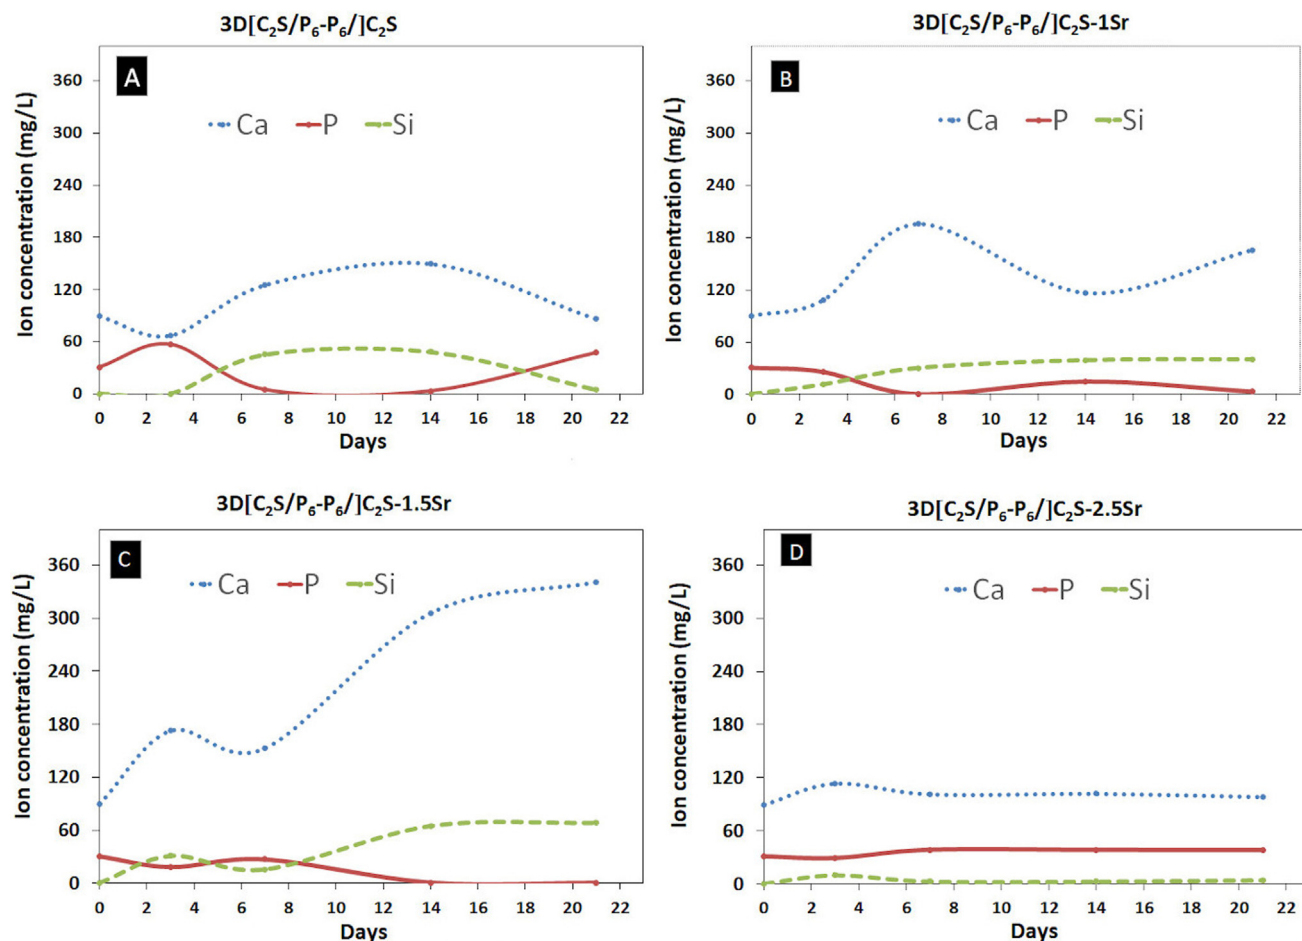 3D[C₂S/P₆-P₆/]C₂S
A
Ca P Si
Ion concentration (mg/L)
360
300
240
180
120
60
0
0 2 4 6 8 10 12 14 16 18 20 22
Days
3D[C₂S/P₆-P₆/]C₂S-1Sr
B
Ca P Si
Ion concentration (mg/L)
360
300
240
180
120
60
0
0 2 4 6 8 10 12 14 16 18 20 22
Days
3D[C₂S/P₆-P₆/]C₂S-1.5Sr
C
Ca P Si
Ion concentration (mg/L)
360
300
240
180
120
60
0
0 2 4 6 8 10 12 14 16 18 20 22
Days
3D[C₂S/P₆-P₆/]C₂S-2.5Sr
D
Ca P Si
Ion concentration (mg/L)
360
300
240
180
120
60
0
0 2 4 6 8 10 12 14 16 18 20 22
Days